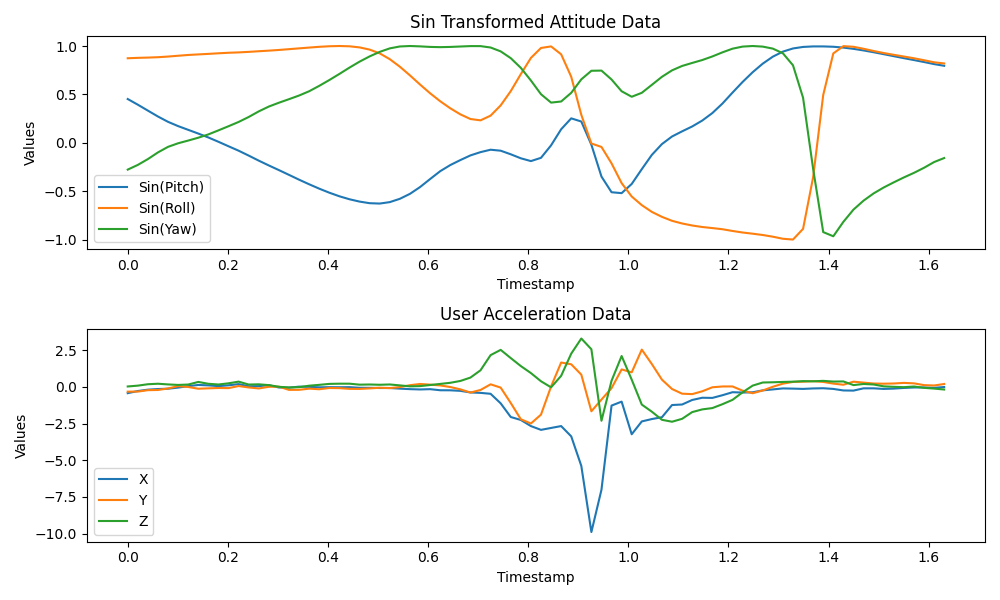 Sin Transformed Attitude Data
Values
1.0
0.5
0.0
−0.5
−1.0
Sin(Pitch)
Sin(Roll)
Sin(Yaw)
0.0 0.2 0.4 0.6 0.8 1.0 1.2 1.4 1.6
Timestamp
User Acceleration Data
Values
2.5
0.0
−2.5
−5.0
−7.5
−10.0
X
Y
Z
0.0 0.2 0.4 0.6 0.8 1.0 1.2 1.4 1.6
Timestamp